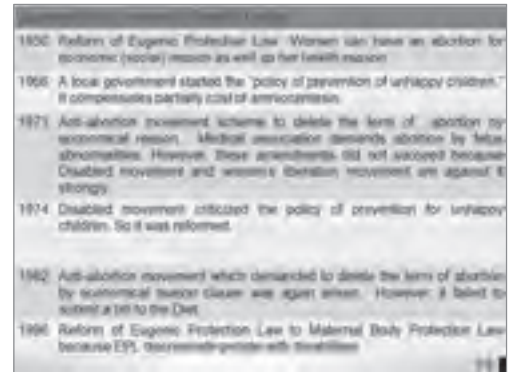 Reform of Eugenic Protection Law. Women can have an abortion for
economic (social) reason as well as her health reason
A local government started the "policy of prevention of unhappy children."
It compensates partially cost of amniocentesis.
1971 Anti-abortion movement scheme to delete the term of abortion by
economical reason. Medical association demands abortion by fetus
abnormalities. However, these amendments did not succeed because
Disabled movement and women's liberation movement are against it
strongly.
1974 Disabled movement criticized the policy of prevention for unhappy
children. So it was reformed.
1982 Anti-abortion movement which demanded to delete the term of abortion
by economical reason clause was again arisen. However it failed to
submit a bill to the Diet
1996 Reform of Eugenic Protection Law to Maternal Body Protection Law
because EPL people with disabilities